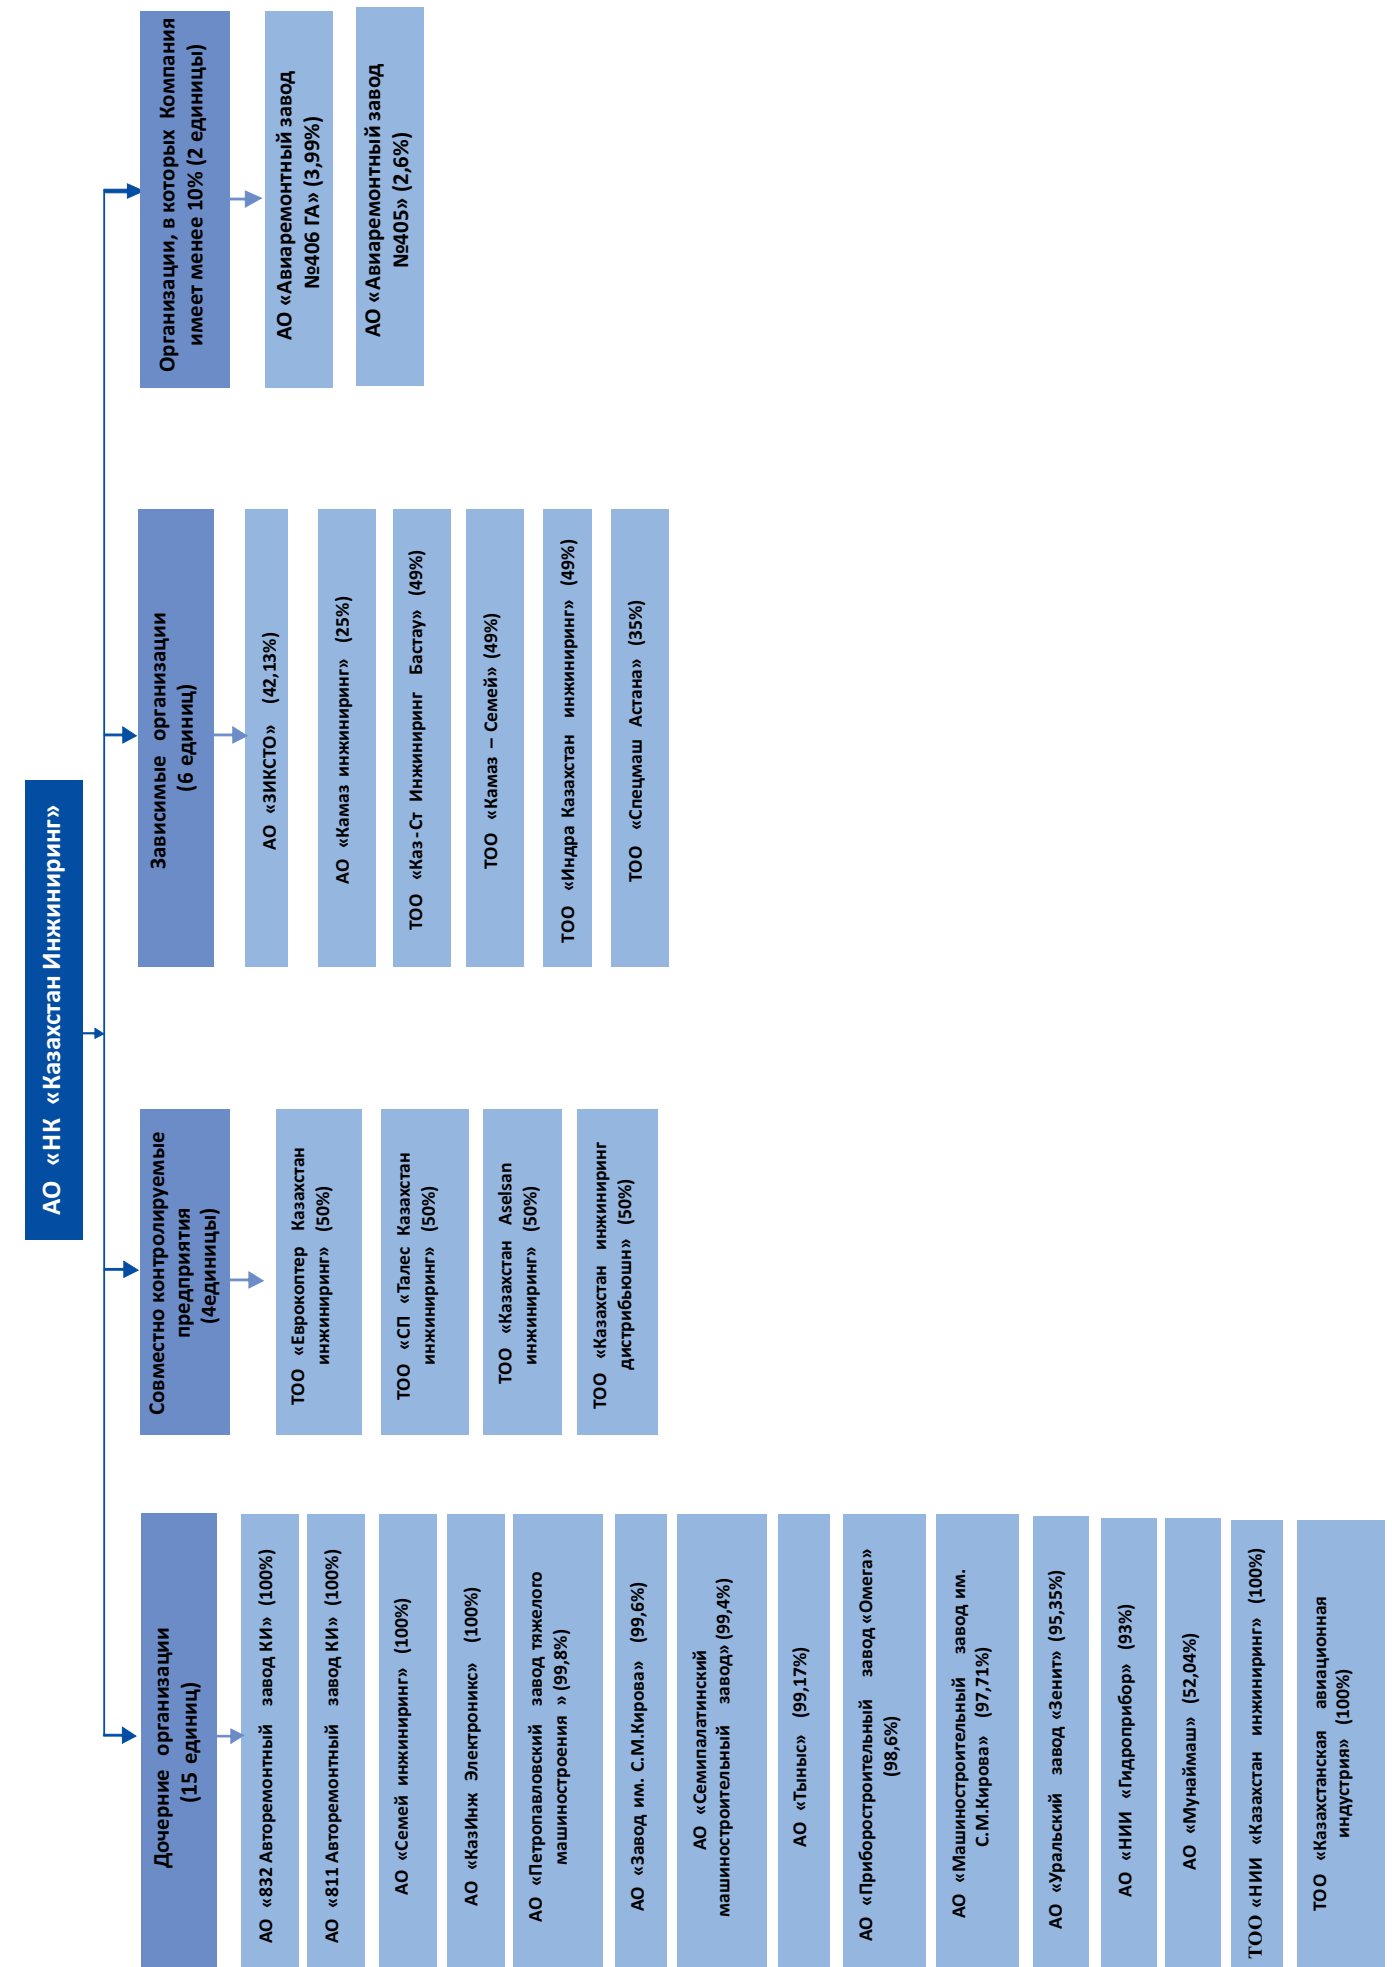 АО «НК «Казахстан Инжиниринг»
Дочерние организации
(15 единиц)
АО «832 Авторемонтный завод КИ» (100%)
АО «811 Авторемонтный завод КИ» (100%)
АО «Семей инжиниринг» (100%)
АО «КазИнж Электроникс» (100%)
АО «Петропавловский завод тяжелого
машиностроения » (99,8%)
АО «Завод им. С.М.Кирова» (99,6%)
АО «Семипалатинский
машиностроительный завод» (99,4%)
АО «Тыныс» (99,17%)
АО «Приборостроительный завод «Омега»
(98,6%)
АО «Машиностроительный завод им.
С.М.Кирова» (97,71%)
АО «Уральский завод «Зенит» (95,35%)
АО «НИИ «Гидроприбор» (93%)
АО «Мунаймаш» (52,04%)
ТОО «НИИ «Казахстан инжиниринг» (100%)
ТОО «Казахстанская авиационная
индустрия» (100%)
Совместно контролируемые
предприятия
(4единицы)
ТОО «Еврокоптер Казахстан
инжиниринг» (50%)
ТОО «СП «Талес Казахстан
инжиниринг» (50%)
ТОО «Казахстан Aselsan
инжиниринг» (50%)
ТОО «Казахстан инжиниринг
дистрибьюшн» (50%)
Зависимые организации
(6 единиц)
АО «ЗИКСТО» (42,13%)
АО «Камаз инжиниринг» (25%)
ТОО «Каз-Ст Инжиниринг Бастау» (49%)
ТОО «Камаз – Семей» (49%)
ТОО «Индра Казахстан инжиниринг» (49%)
ТОО «Спецмаш Астана» (35%)
Организации, в которых Компания
имеет менее 10% (2 единицы)
АО «Авиаремонтный завод
№406 ГА» (3,99%)
АО «Авиаремонтный завод
№405» (2,6%)